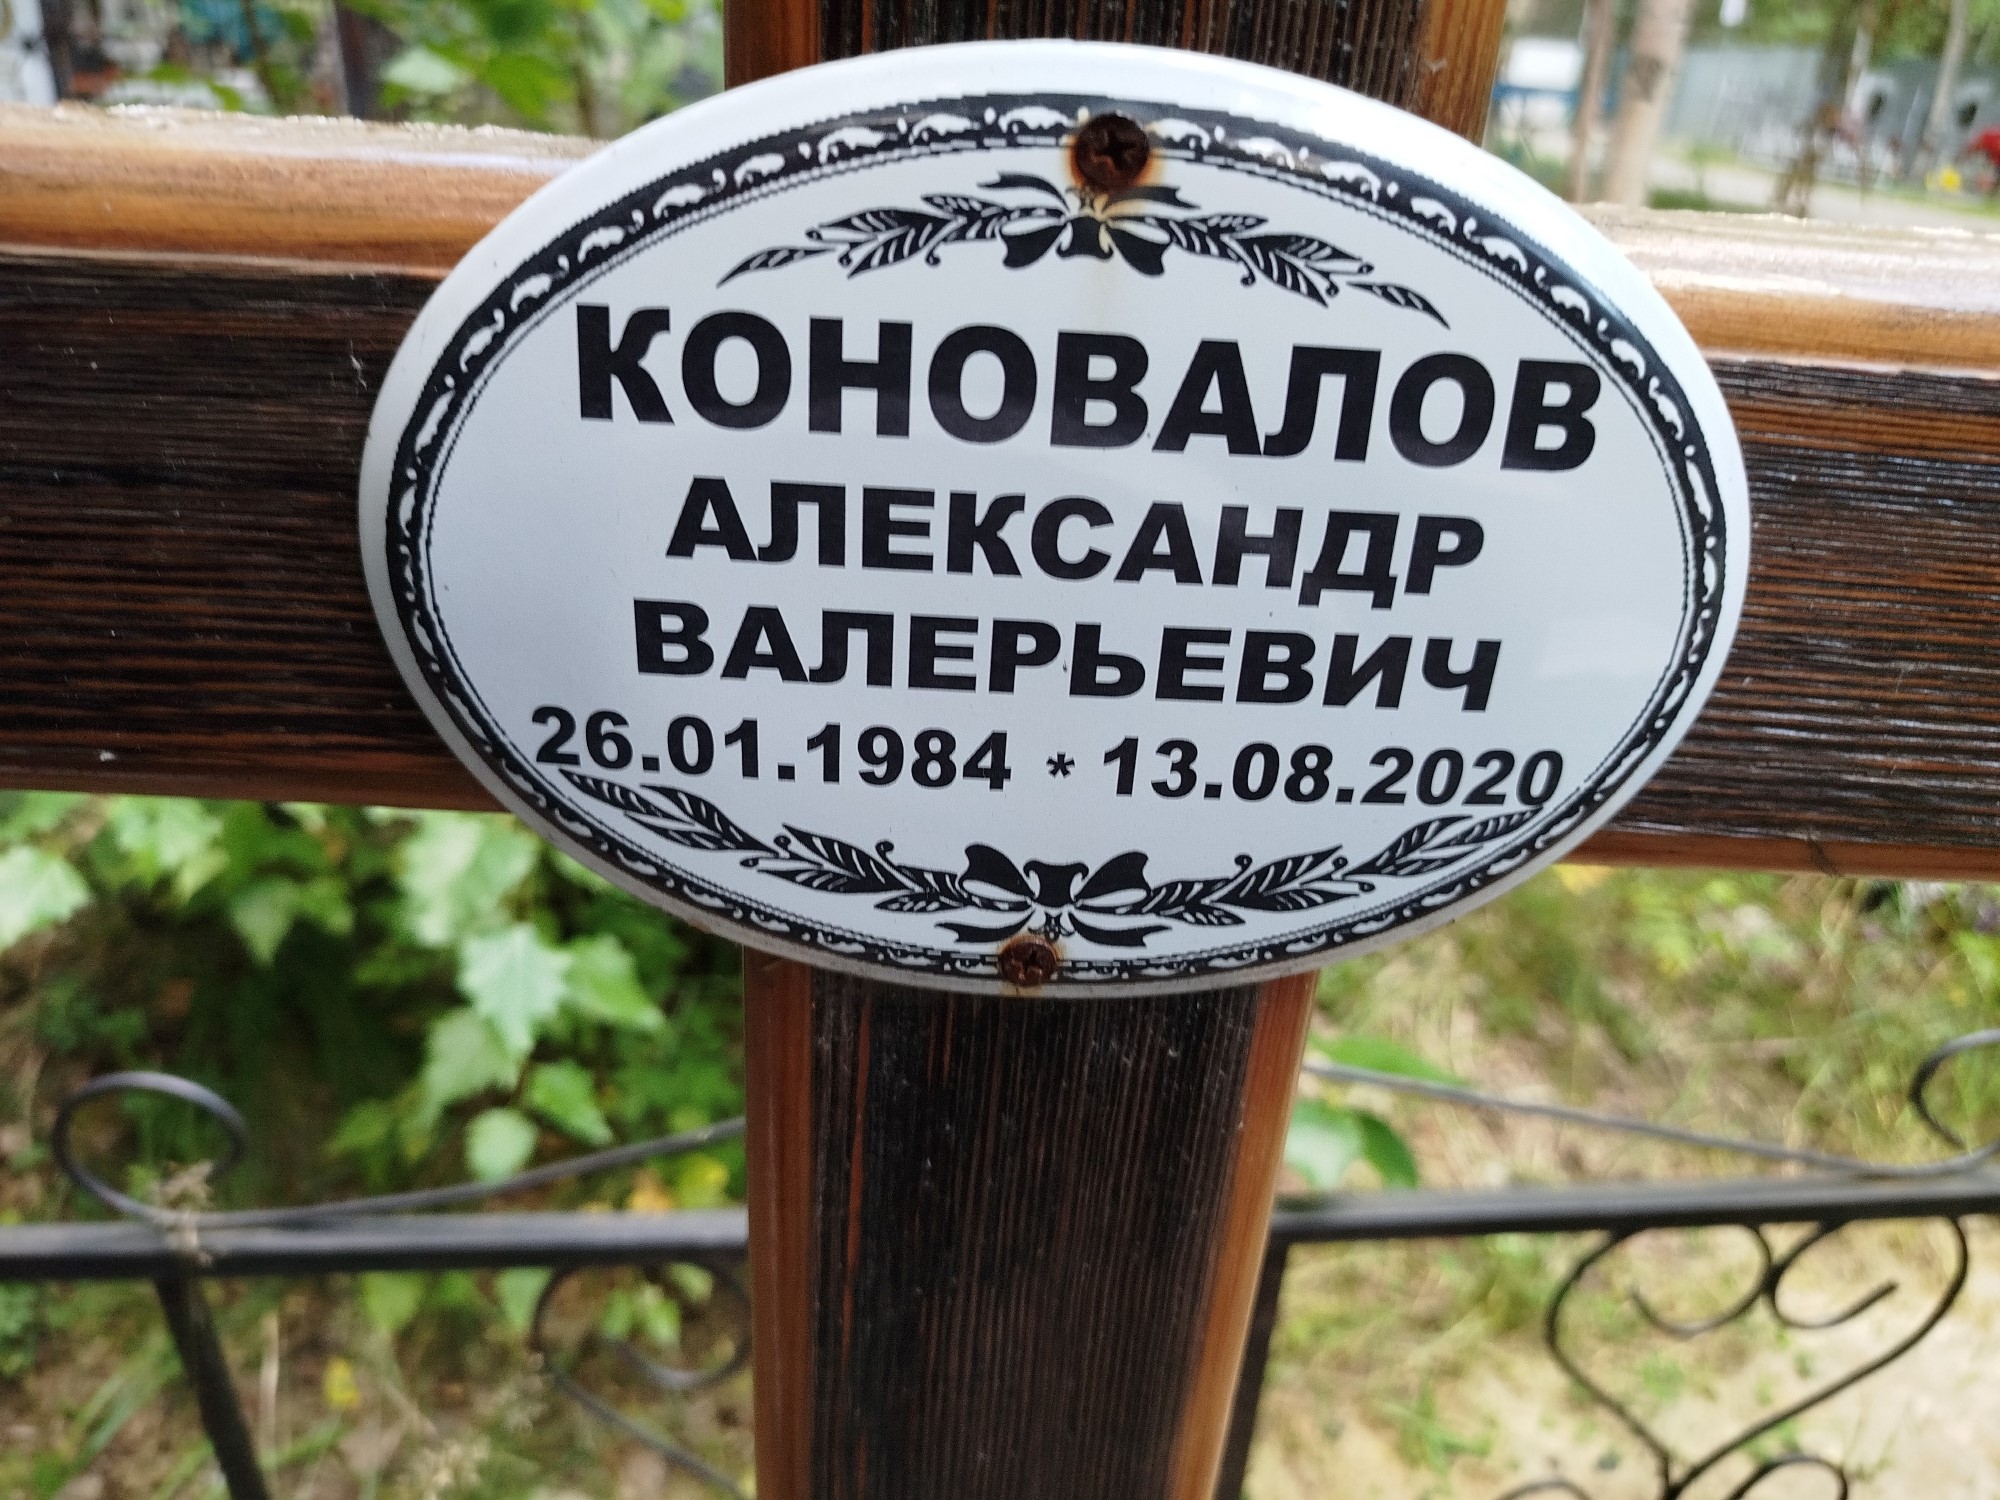 КОНОВАЛОВ
АЛЕКСАНДР
ВАЛЕРЬЕВИЧ
26.01.1984 * 13.08.2020